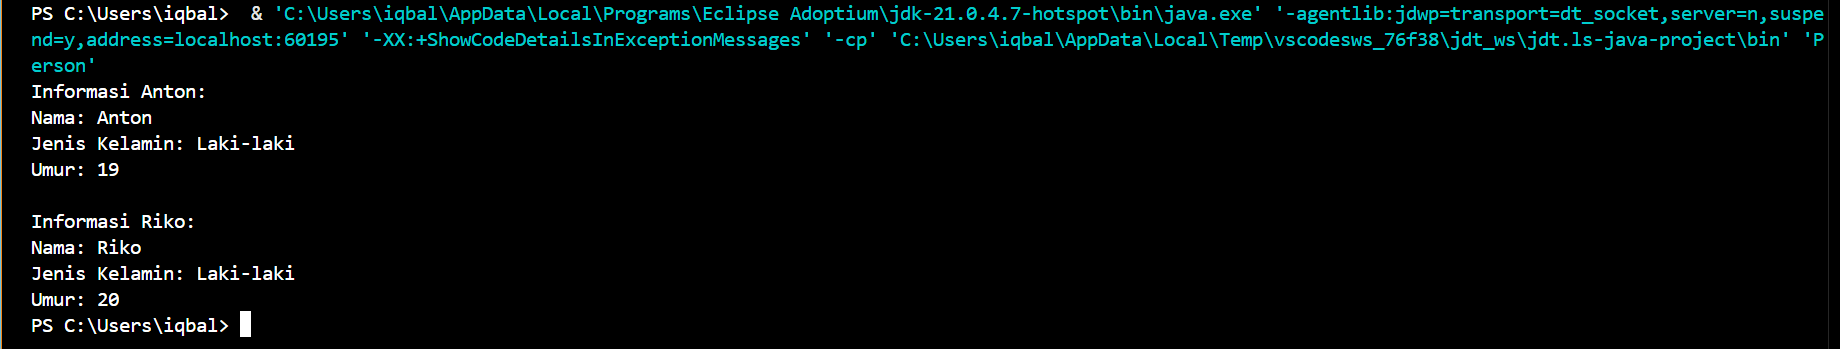 PS C:\Users\iqbal>  & 'C:\Users\iqbal\AppData\Local\Programs\Eclipse Adoptium\jdk-21.0.4.7-hotspot\bin\java.exe' '-agentlib:jdwp=transport=dt_socket,server=n,suspe
nd=y,address=localhost:60195' '-XX:+ShowCodeDetailsInExceptionMessages' '-cp' 'C:\Users\iqbal\AppData\Local\Temp\vscodesws_76f38\jdt_ws\jdt.ls-java-project\bin' 'P
erson'
Informasi Anton:
Nama: Anton
Jenis Kelamin: Laki-laki
Umur: 19

Informasi Riko:
Nama: Riko
Jenis Kelamin: Laki-laki
Umur: 20
PS C:\Users\iqbal>